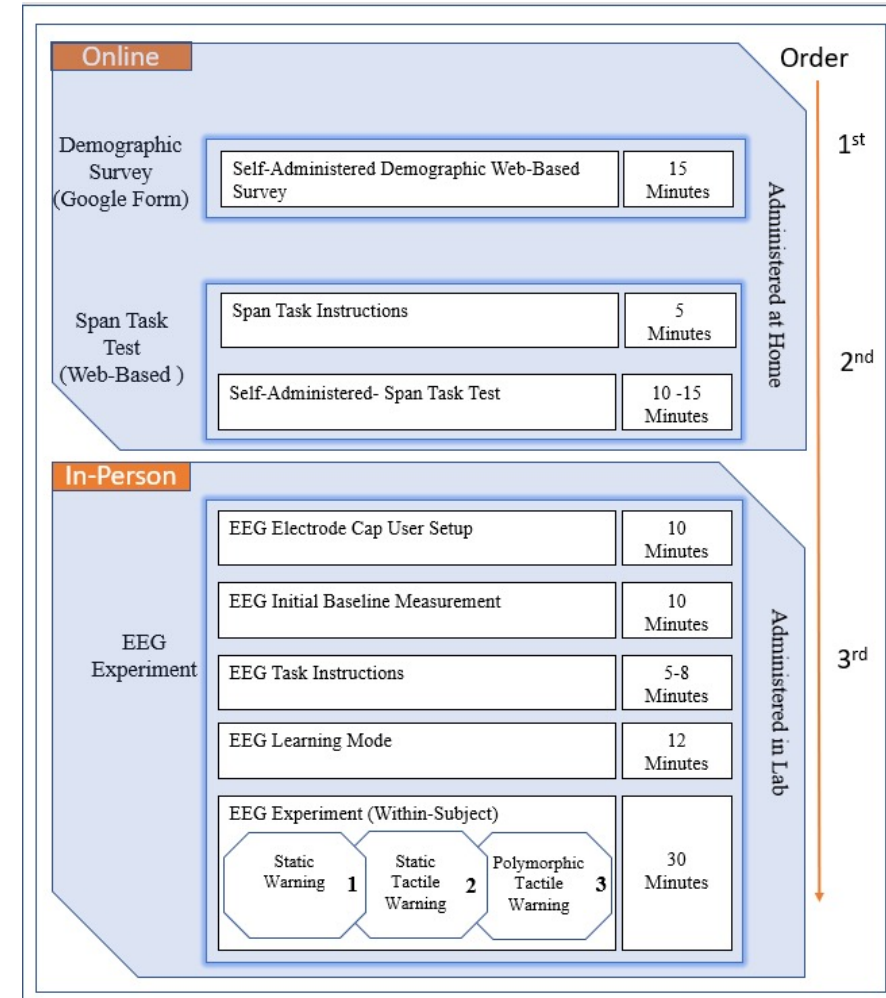 Online
Order
Demographic
Survey
(Google Form)
Self-Administered Demographic Web-Based
Survey
15
Minutes
1st
Administered at Home
Span Task
Test
(Web-Based )
Span Task Instructions
5
Minutes
Self-Administered- Span Task Test
10 -15
Minutes
2nd
In-Person
EEG
Experiment
EEG Electrode Cap User Setup
10
Minutes
EEG Initial Baseline Measurement
10
Minutes
EEG Task Instructions
5-8
Minutes
EEG Learning Mode
12
Minutes
EEG Experiment (Within-Subject)
Static
Warning 1
Static
Tactile
Warning 2
Polymorphic
Tactile
Warning 3
30
Minutes
Administered in Lab
3rd